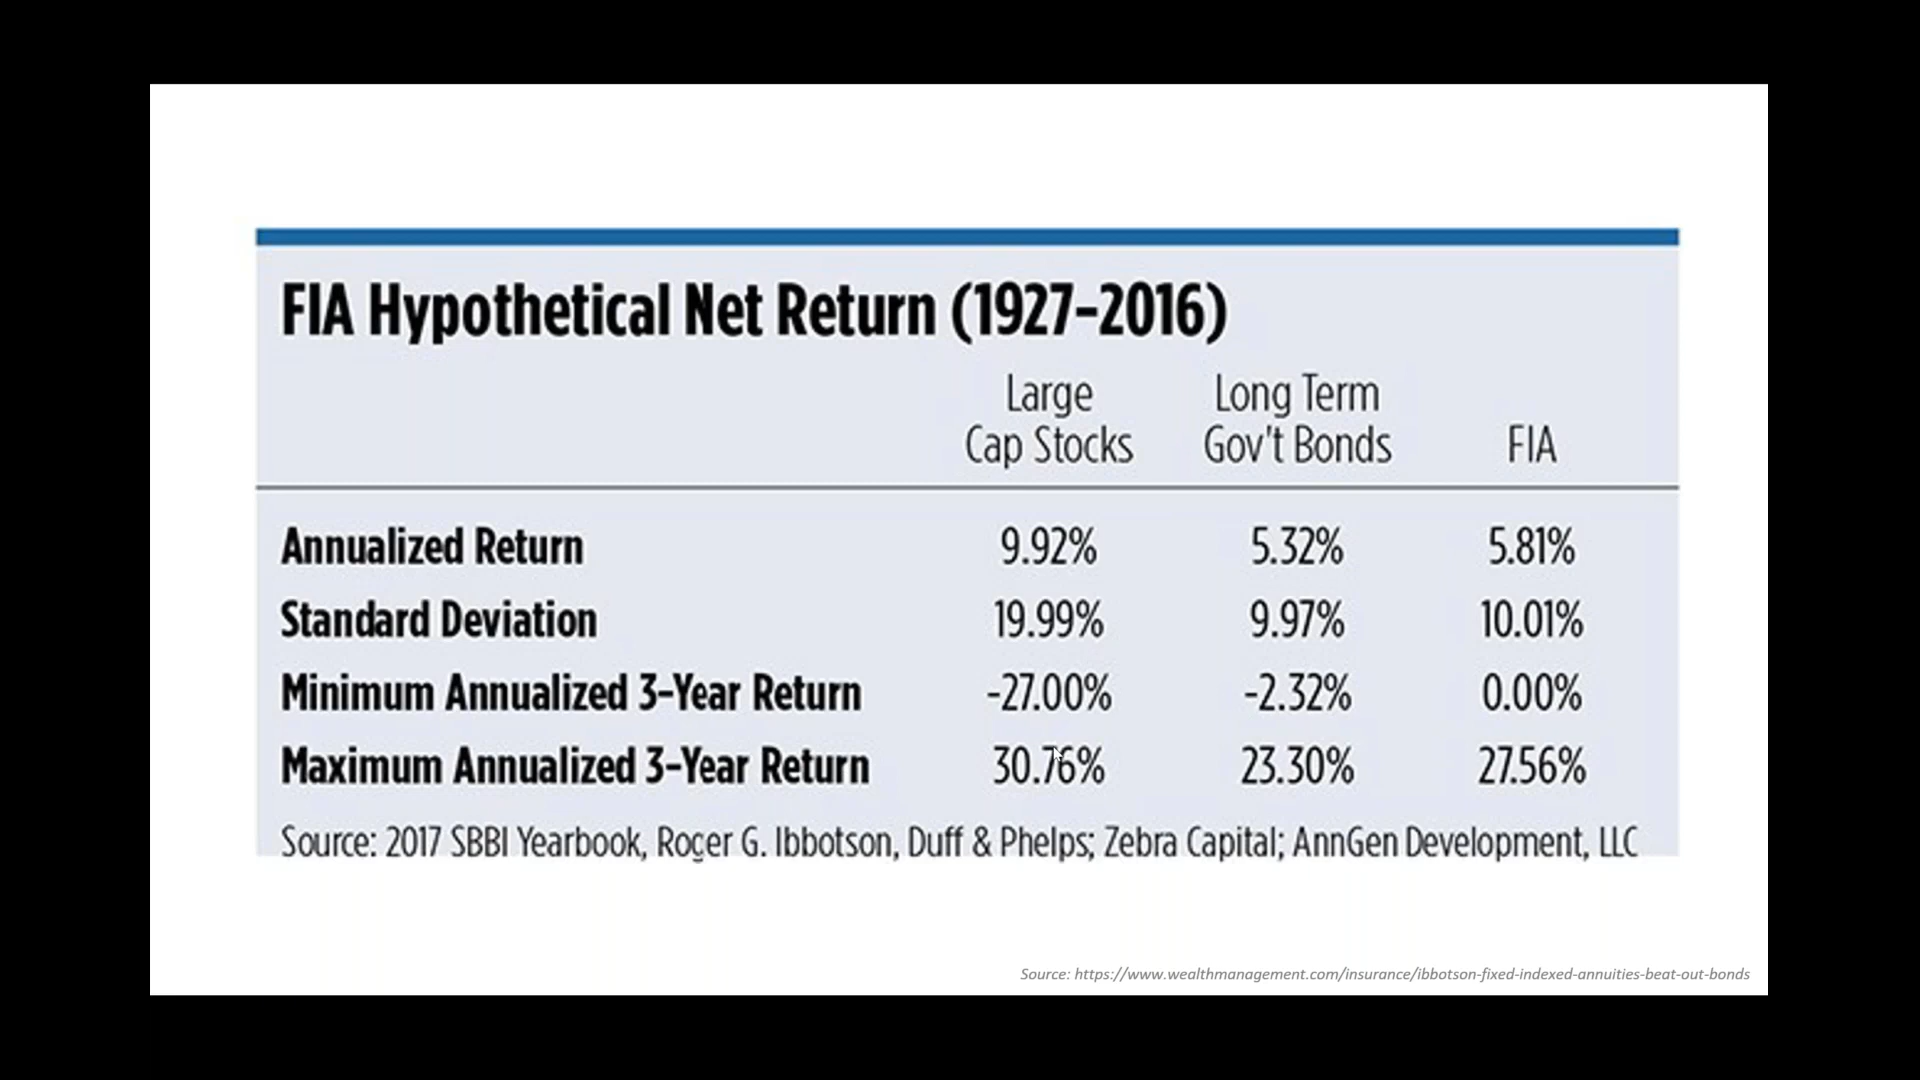 FIA Hypothetical Net Return (1927–2016)
Large Cap Stocks Long Term Gov't Bonds FIA
Annualized Return 9.92% 5.32% 5.81%
Standard Deviation 19.99% 9.97% 10.01%
Minimum Annualized 3-Year Return -27.00% -2.32% 0.00%
Maximum Annualized 3-Year Return 30.76% 23.30% 27.56%
Source: 2017 SBBI Yearbook, Roger G. Ibbotson, Duff & Phelps; Zebra Capital; AnnGen Development, LLC
Source: https://www.wealthmanagement.com/insurance/ibbotson-fixed-indexed-annuities-beat-out-bonds